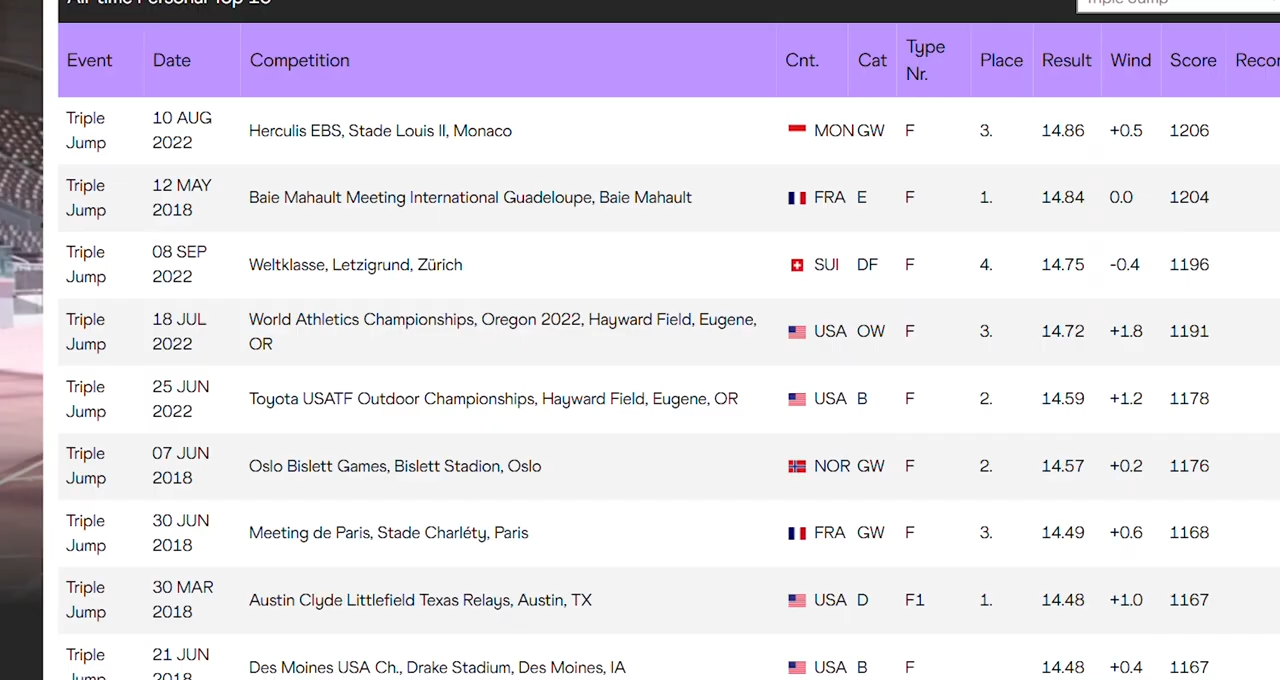 All-time Personal Top 10
Triple Jump
Event Date Competition Cnt. Cat Type Nr. Place Result Wind Score
Triple Jump 10 AUG 2022 Herculis EBS, Stade Louis II, Monaco MON GW F 3. 14.86 +0.5 1206
Triple Jump 12 MAY 2018 Baie Mahault Meeting International Guadeloupe, Baie Mahault FRA E F 1. 14.84 0.0 1204
Triple Jump 08 SEP 2022 Weltklasse, Letzigrund, Zürich SUI DF F 4. 14.75 -0.4 1196
Triple Jump 18 JUL 2022 World Athletics Championships, Oregon 2022, Hayward Field, Eugene, OR USA OW F 3. 14.72 +1.8 1191
Triple Jump 25 JUN 2022 Toyota USATF Outdoor Championships, Hayward Field, Eugene, OR USA B F 2. 14.59 +1.2 1178
Triple Jump 07 JUN 2018 Oslo Bislett Games, Bislett Stadion, Oslo NOR GW F 2. 14.57 +0.2 1176
Triple Jump 30 JUN 2018 Meeting de Paris, Stade Charléty, Paris FRA GW F 3. 14.49 +0.6 1168
Triple Jump 30 MAR 2018 Austin Clyde Littlefield Texas Relays, Austin, TX USA D F1 1. 14.48 +1.0 1167
Triple Jump 21 JUN 2018 Des Moines USA Ch., Drake Stadium, Des Moines, IA USA B F 14.48 +0.4 1167